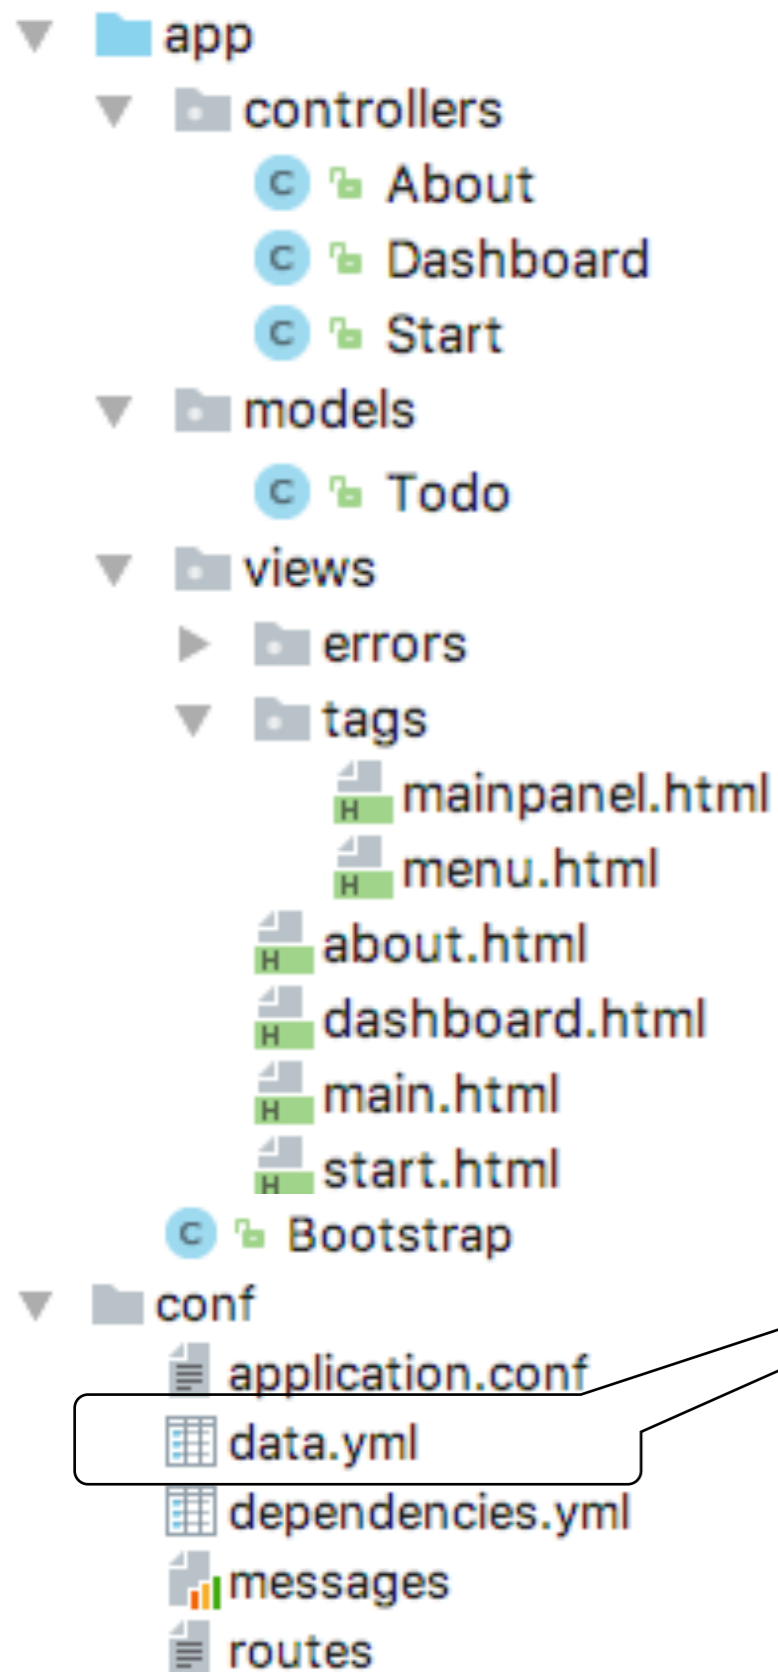 app
controllers
C About
C Dashboard
C Start
models
C Todo
views
errors
tags
H mainpanel.html
H menu.html
H about.html
H dashboard.html
H main.html
H start.html
C Bootstrap
conf
application.conf
data.yml
dependencies.yml
messages
routes